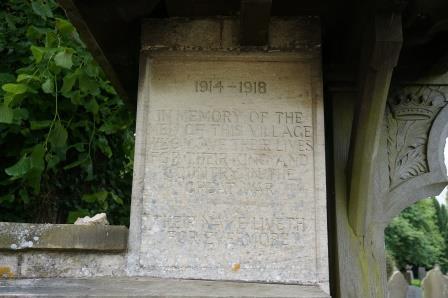 1914-1918
IN MEMORY OF THE
MEN OF THIS VILLAGE
WHO GAVE THEIR LIVES
FOR THEIR KING AND
COUNTRY IN THE
GREAT WAR
THEIR NAME LIVETH
FOR EVERMORE